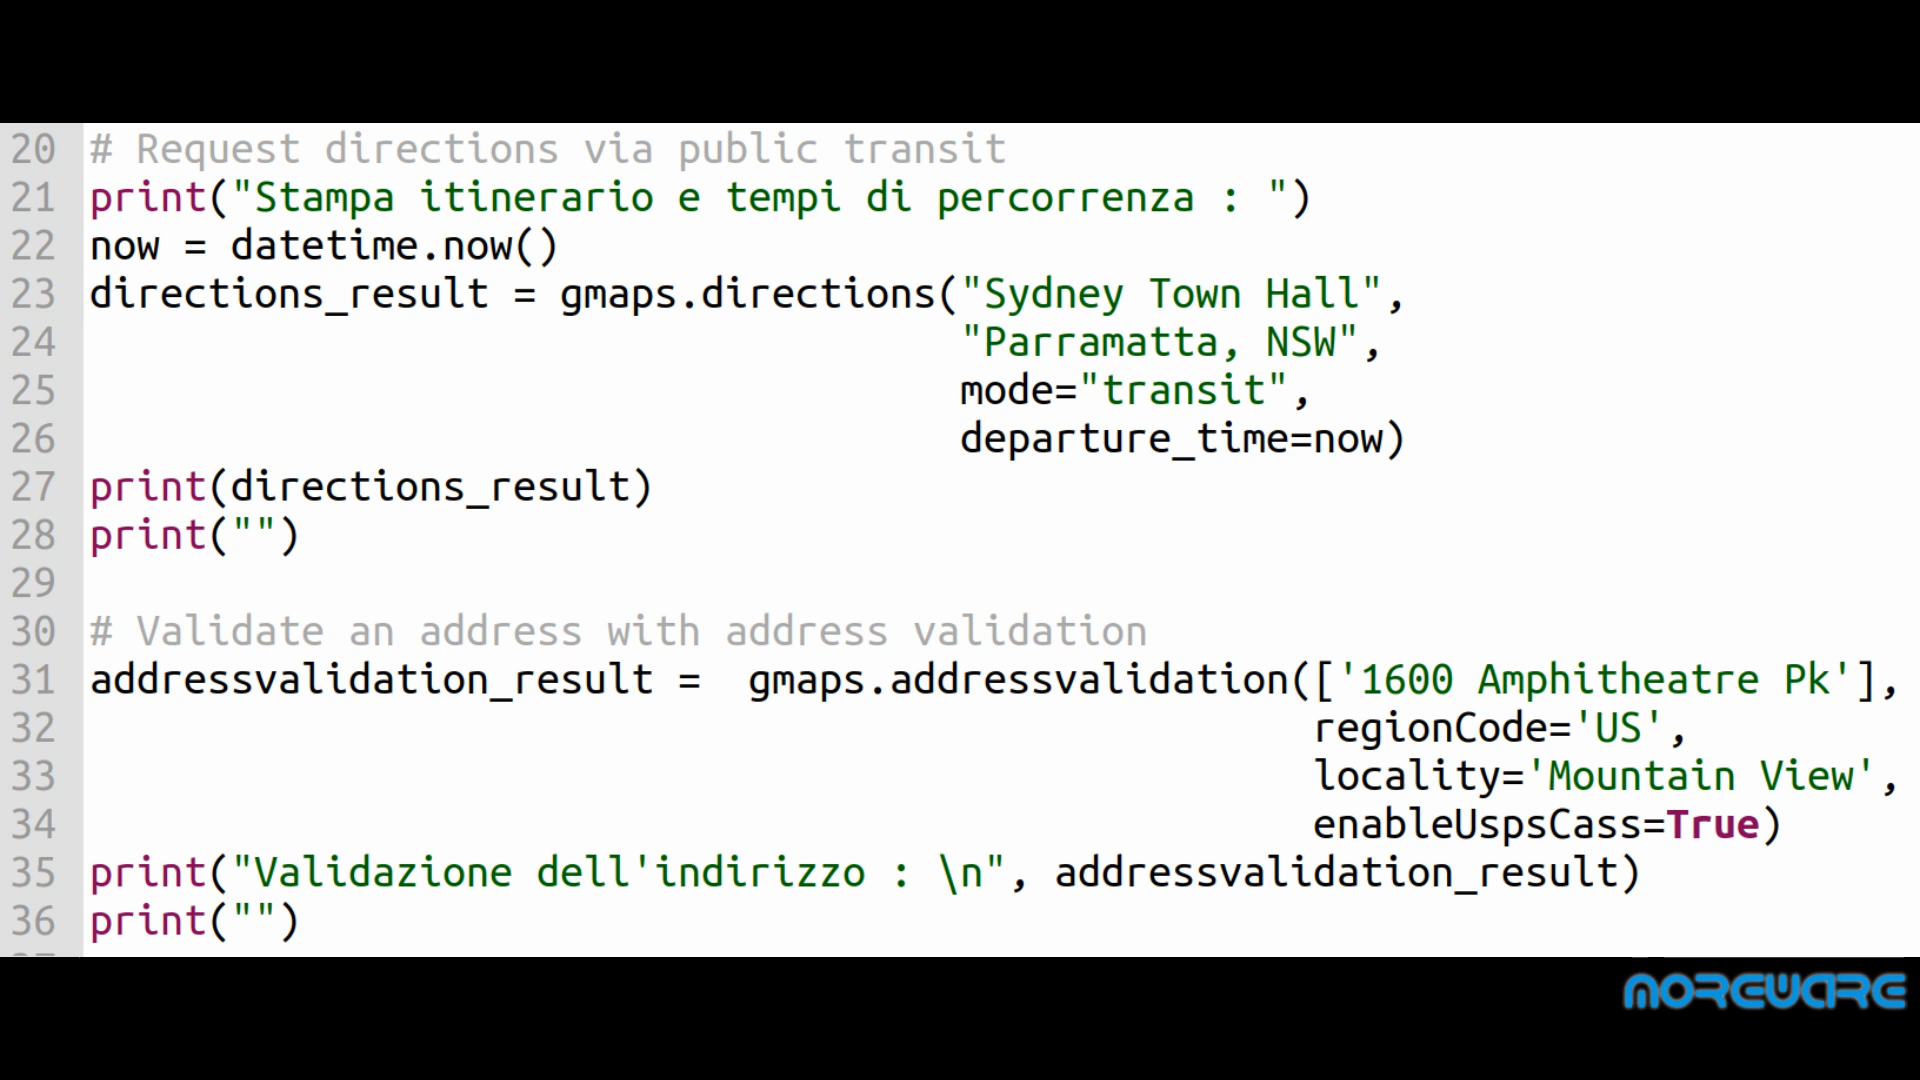 20 # Request directions via public transit
21 print("Stampa itinerario e tempi di percorrenza : ")
22 now = datetime.now()
23 directions_result = gmaps.directions("Sydney Town Hall",
24 "Parramatta, NSW",
25 mode="transit",
26 departure_time=now)
27 print(directions_result)
28 print("")
29
30 # Validate an address with address validation
31 addressvalidation_result =  gmaps.addressvalidation(['1600 Amphitheatre Pk'],
32 regionCode='US',
33 locality='Mountain View',
34 enableUspsCass=True)
35 print("Validazione dell'indirizzo : \n", addressvalidation_result)
36 print("")
MOREWARE